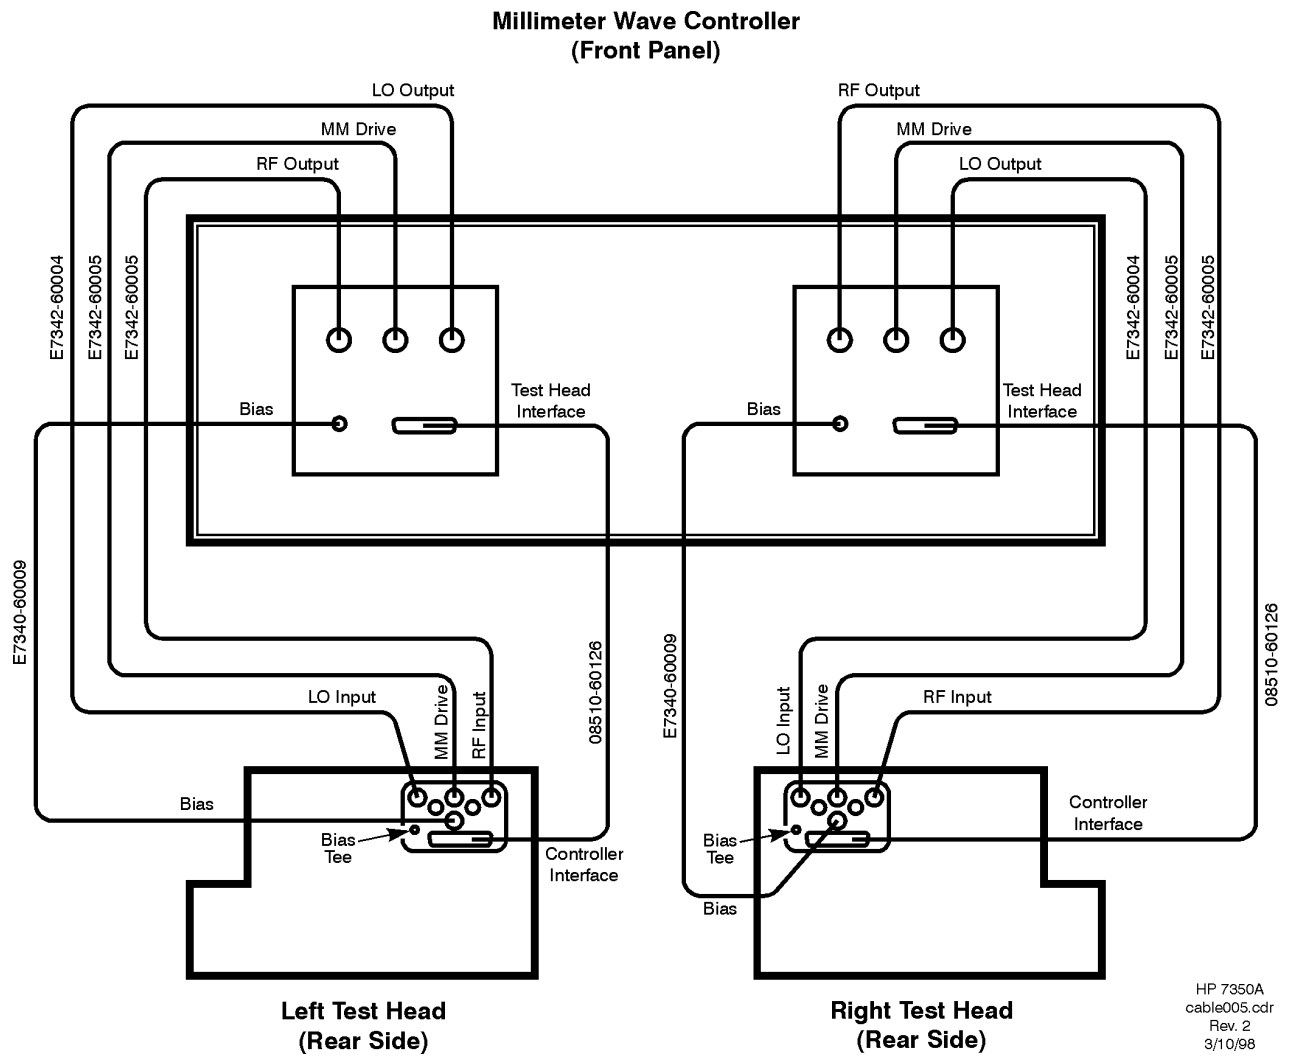 Millimeter Wave Controller
(Front Panel)
LO Output
RF Output
MM Drive
MM Drive
RF Output
LO Output
E7342-60004
E7342-60005
E7342-60005
E7342-60004
E7342-60005
E7342-60005
Bias
Test Head
Interface
Bias
Test Head
Interface
E7340-60009
08510-60126
E7340-60009
08510-60126
LO Input
MM Drive
RF Input
LO Input
MM Drive
RF Input
Bias
Bias
Tee
Controller
Interface
Bias
Tee
Controller
Interface
Bias
Left Test Head
(Rear Side)
Right Test Head
(Rear Side)
HP 7350A
cable005.cdr
Rev. 2
3/10/98